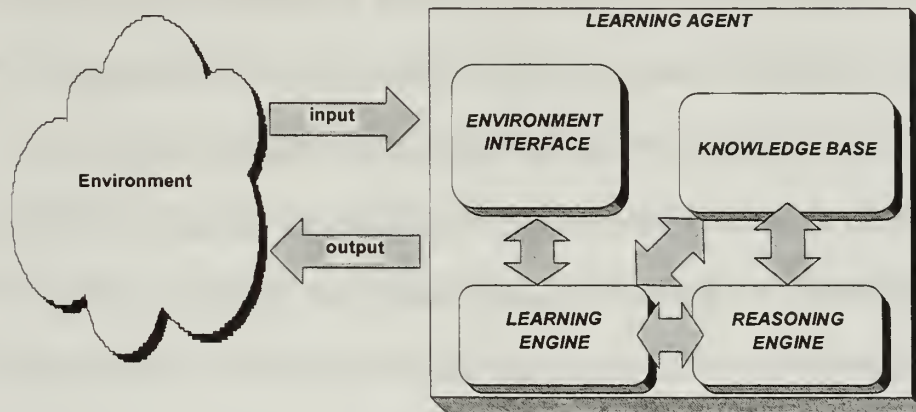 LEARNING AGENT
input
ENVIRONMENT
INTERFACE
KNOWLEDGE BASE
Environment
output
LEARNING
ENGINE
REASONING
ENGINE